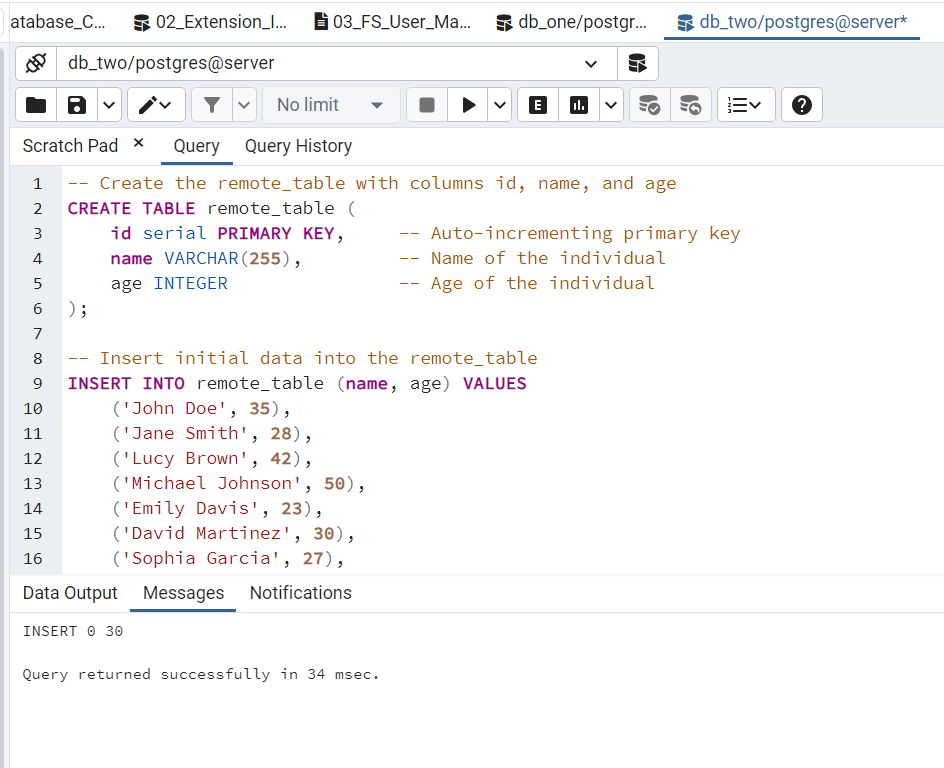 atabase_C... 02_Extension_I... 03_FS_User_Ma... db_one/postgr... db_two/postgres@server*
db_two/postgres@server
No limit E
Scratch Pad × Query Query History
1 -- Create the remote_table with columns id, name, and age
2 CREATE TABLE remote_table (
3     id serial PRIMARY KEY,     -- Auto-incrementing primary key
4     name VARCHAR(255),         -- Name of the individual
5     age INTEGER                -- Age of the individual
6 );
7
8 -- Insert initial data into the remote_table
9 INSERT INTO remote_table (name, age) VALUES
10     ('John Doe', 35),
11     ('Jane Smith', 28),
12     ('Lucy Brown', 42),
13     ('Michael Johnson', 50),
14     ('Emily Davis', 23),
15     ('David Martinez', 30),
16     ('Sophia Garcia', 27),
Data Output Messages Notifications
INSERT 0 30
Query returned successfully in 34 msec.